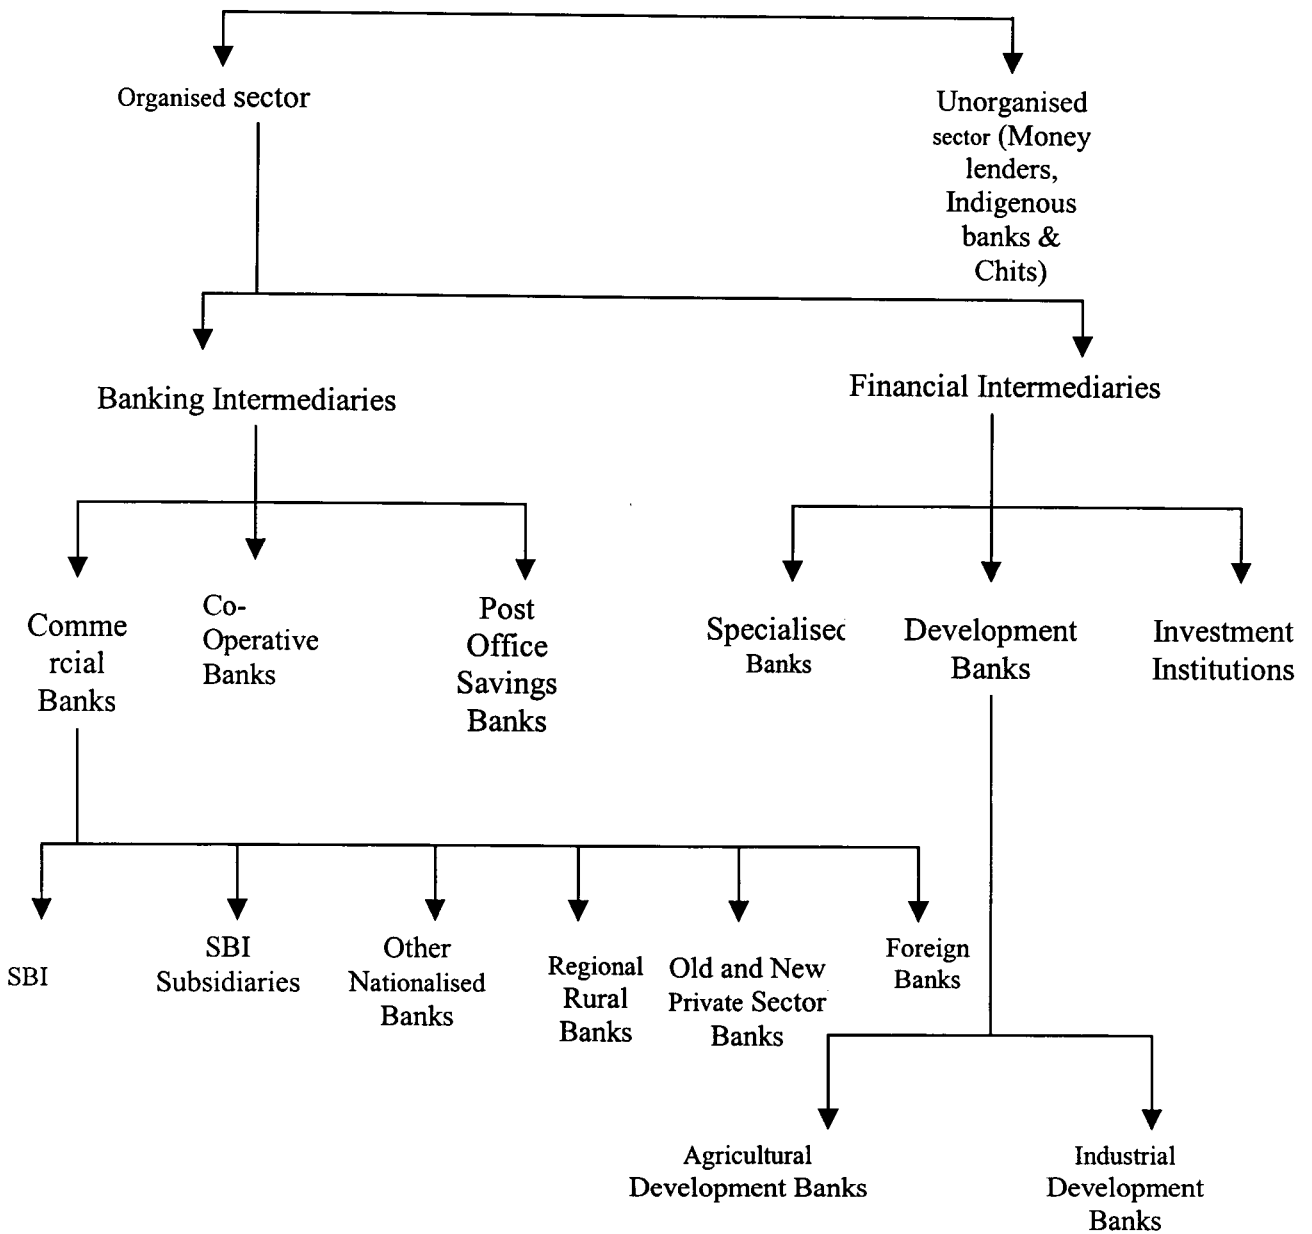 Organised sector
Unorganised
sector (Money
lenders,
Indigenous
banks &
Chits)
Banking Intermediaries
Financial Intermediaries
Comme
rcial
Banks
Co-
Operative
Banks
Post
Office
Savings
Banks
Specialised
Banks
Development
Banks
Investment
Institutions
SBI
SBI
Subsidiaries
Other
Nationalised
Banks
Regional
Rural
Banks
Old and New
Private Sector
Banks
Foreign
Banks
Agricultural
Development Banks
Industrial
Development
Banks